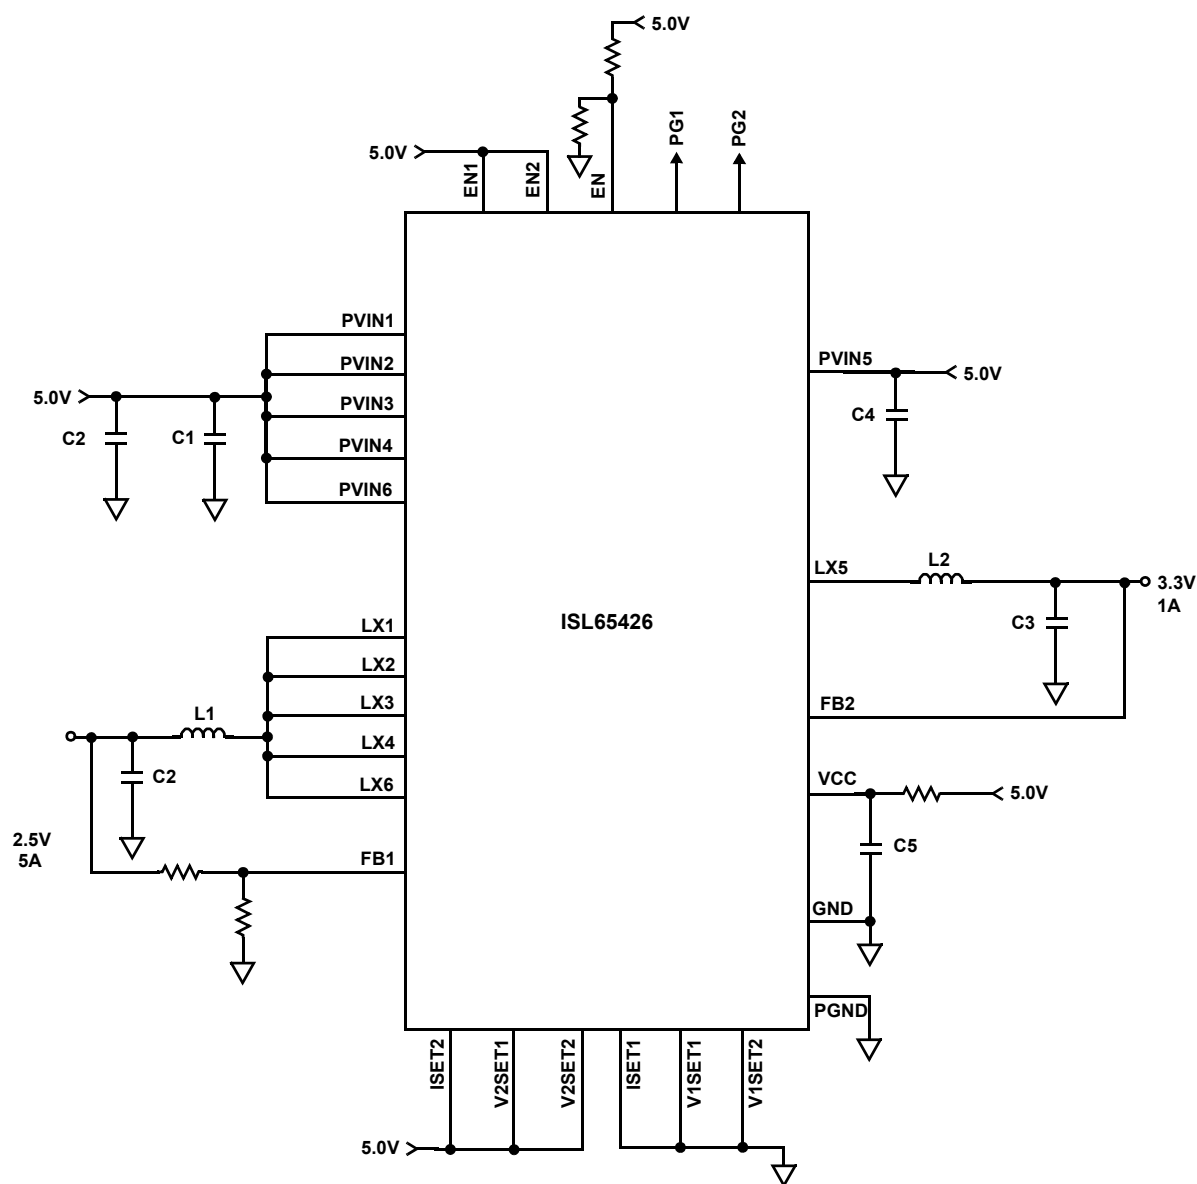 5.0V
5.0V
EN1
EN2
EN
PG1
PG2
PVIN1
PVIN2
PVIN3
PVIN4
PVIN6
5.0V
C2
C1
PVIN5
5.0V
C4
LX5
L2
3.3V
1A
C3
ISL65426
LX1
LX2
LX3
LX4
LX6
L1
C2
2.5V
5A
FB1
FB2
VCC
5.0V
C5
GND
PGND
ISET2
V2SET1
V2SET2
ISET1
V1SET1
V1SET2
5.0V